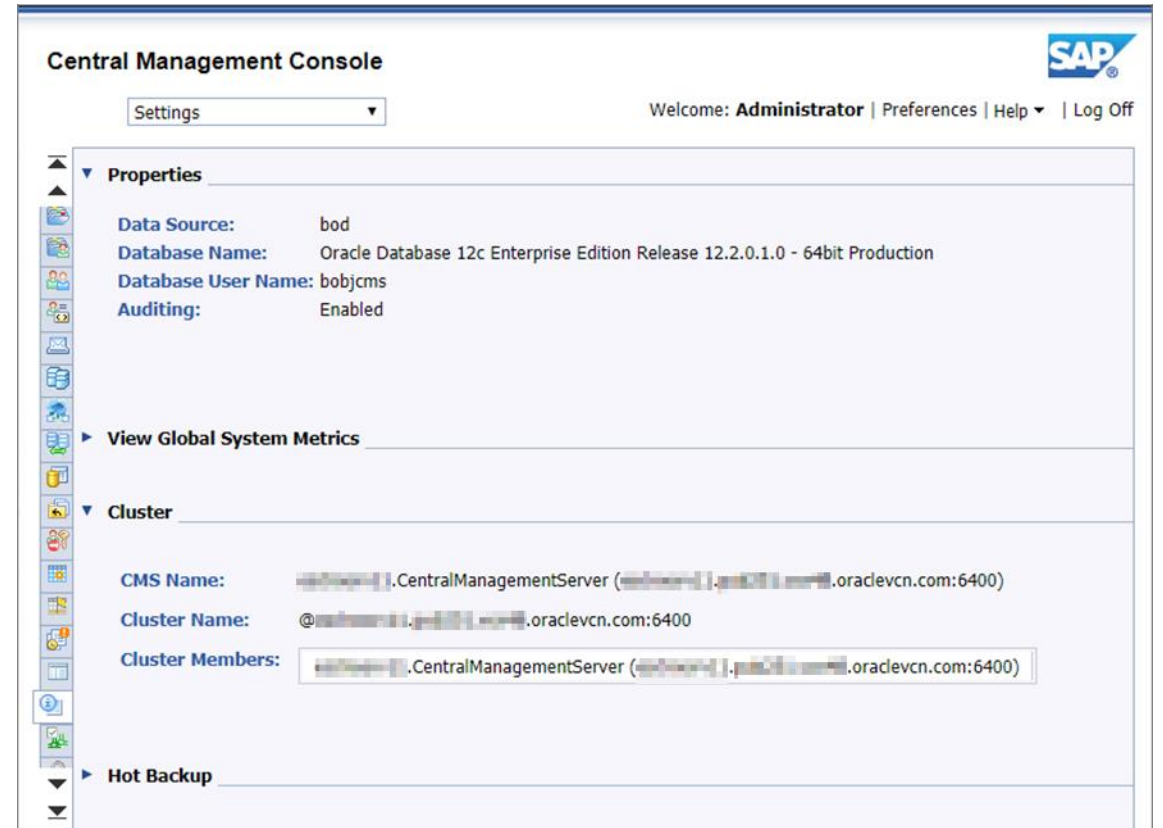 Central Management Console
SAP®
Settings
Welcome: Administrator | Preferences | Help | Log Off
Properties
Data Source: bod
Database Name: Oracle Database 12c Enterprise Edition Release 12.2.0.1.0 - 64bit Production
Database User Name: bobjcms
Auditing: Enabled
View Global System Metrics
Cluster
CMS Name: .CentralManagementServer ( .oraclevcn.com:6400)
Cluster Name: @ .oraclevcn.com:6400
Cluster Members: .CentralManagementServer ( .oraclevcn.com:6400)
Hot Backup